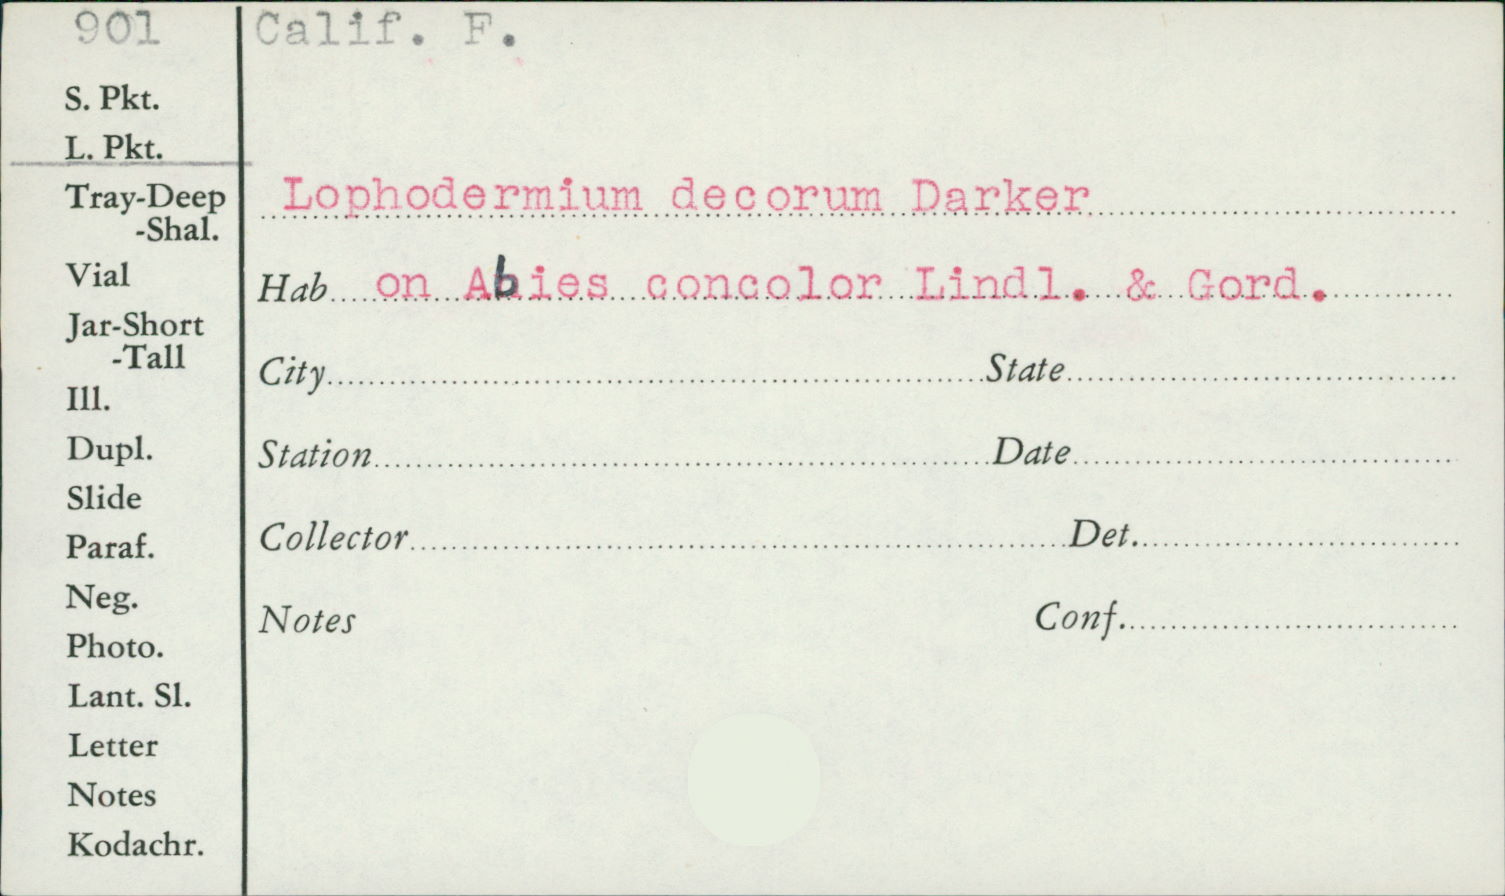 901
Calif. F.
S. Pkt.
L. Pkt.
Tray-Deep
-Shal.
Vial
Jar-Short
-Tall
Ill.
Dupl.
Slide
Paraf.
Neg.
Photo.
Lant. Sl.
Letter
Notes
Kodachr.
Lophodermium decorum Darker
Hab on Abies concolor Lindl. & Gord.
City State
Station Date
Collector Det.
Notes Conf.